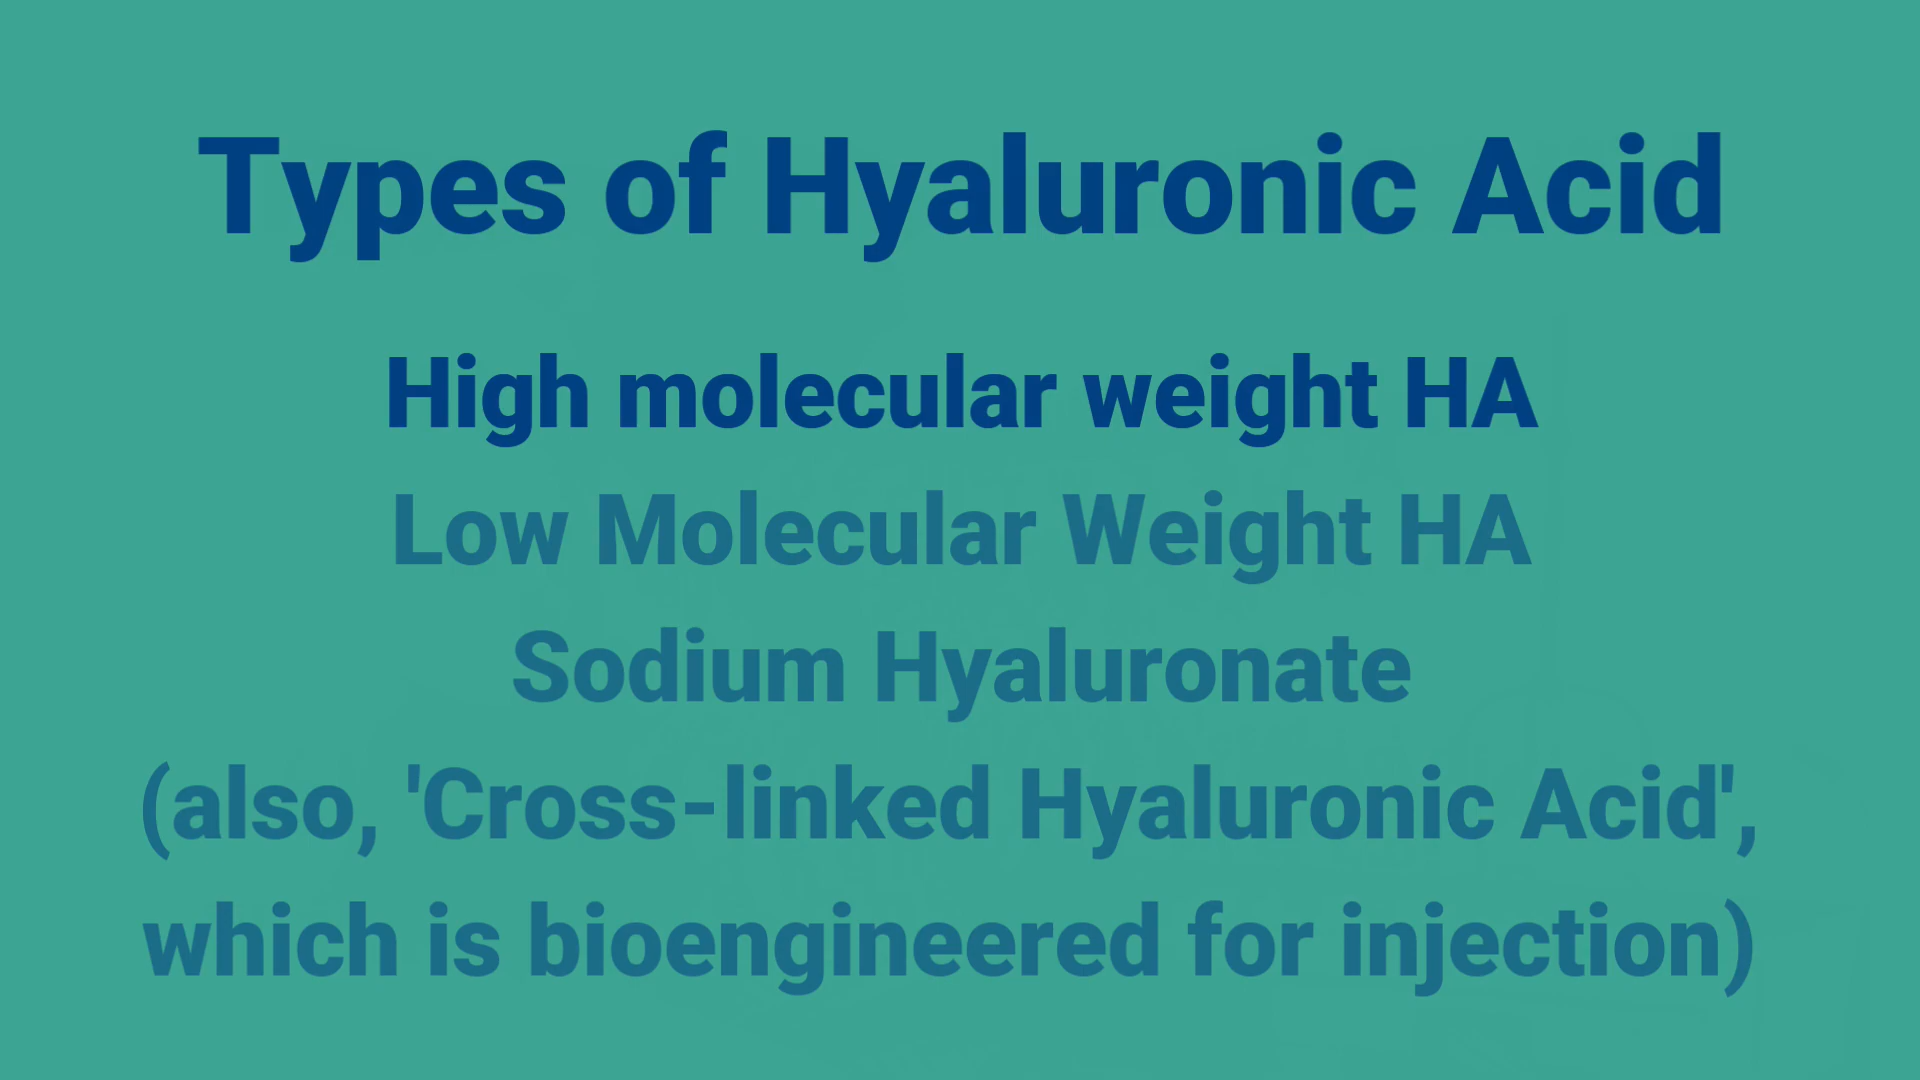 Types of Hyaluronic Acid
High molecular weight HA
Low Molecular Weight HA
Sodium Hyaluronate
(also, 'Cross-linked Hyaluronic Acid',
which is bioengineered for injection)